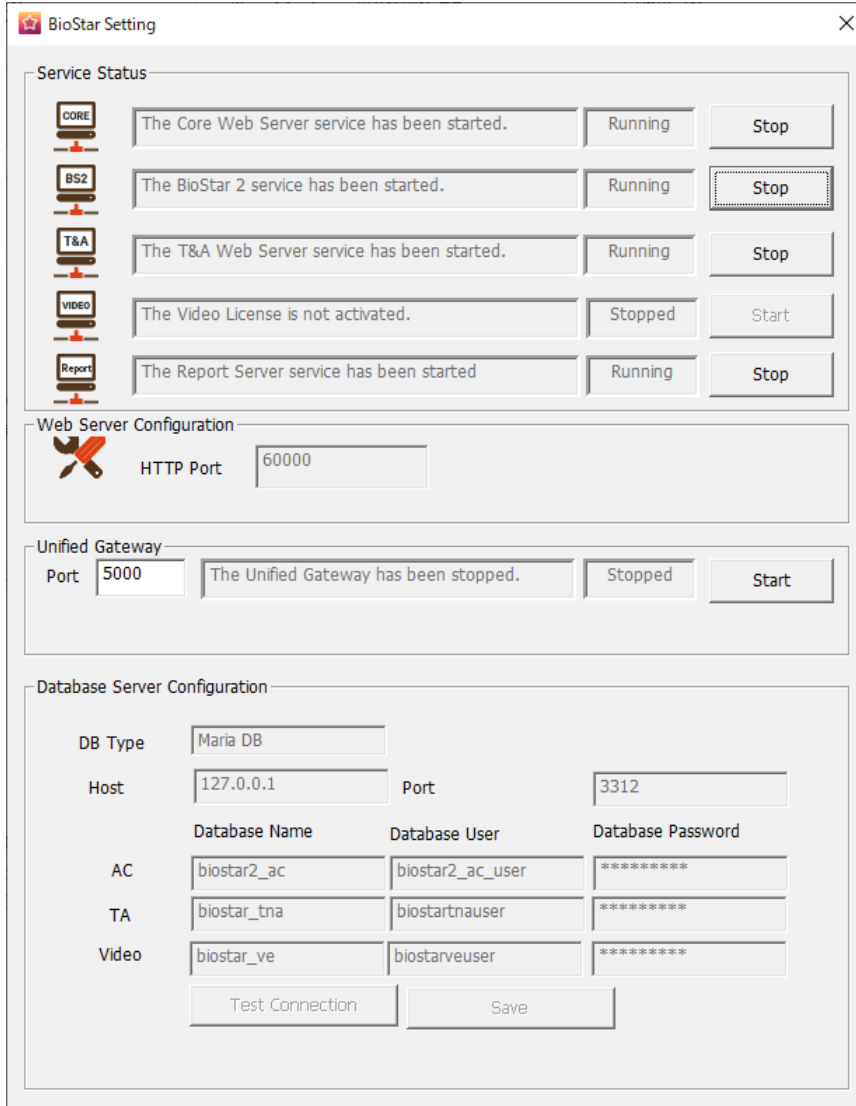 BioStar Setting
Service Status
CORE The Core Web Server service has been started. Running Stop
BS2 The BioStar 2 service has been started. Running Stop
T&A The T&A Web Server service has been started. Running Stop
VIDEO The Video License is not activated. Stopped Start
Report The Report Server service has been started Running Stop
Web Server Configuration
HTTP Port 60000
Unified Gateway
Port 5000 The Unified Gateway has been stopped. Stopped Start
Database Server Configuration
DB Type Maria DB
Host 127.0.0.1 Port 3312
Database Name Database User Database Password
AC biostar2_ac biostar2_ac_user *********
TA biostar_tna biostartnauser *********
Video biostar_ve biostarveuser *********
Test Connection Save